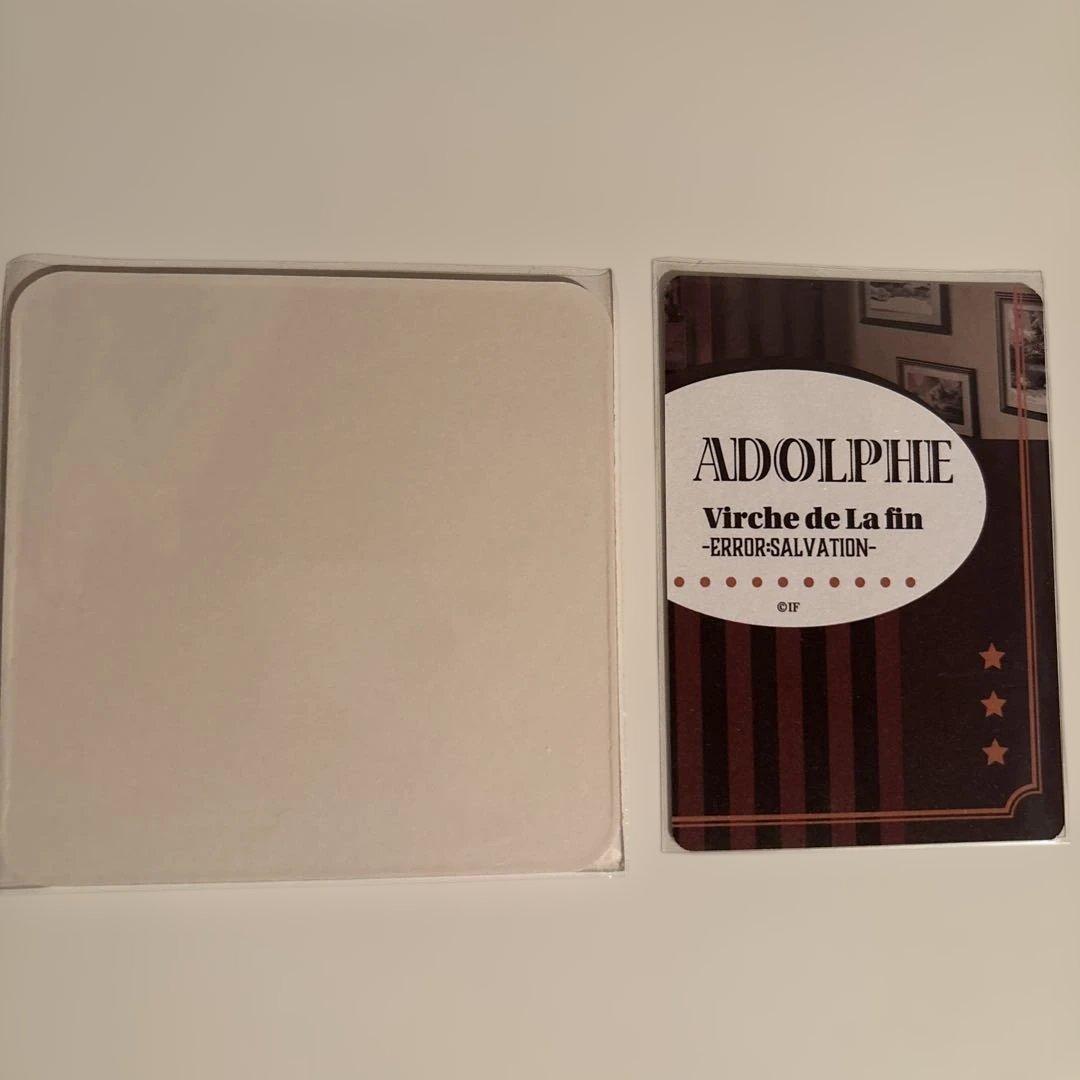 ADOLPHE
Virche de La fin
-ERROR:SALVATION-
©IF